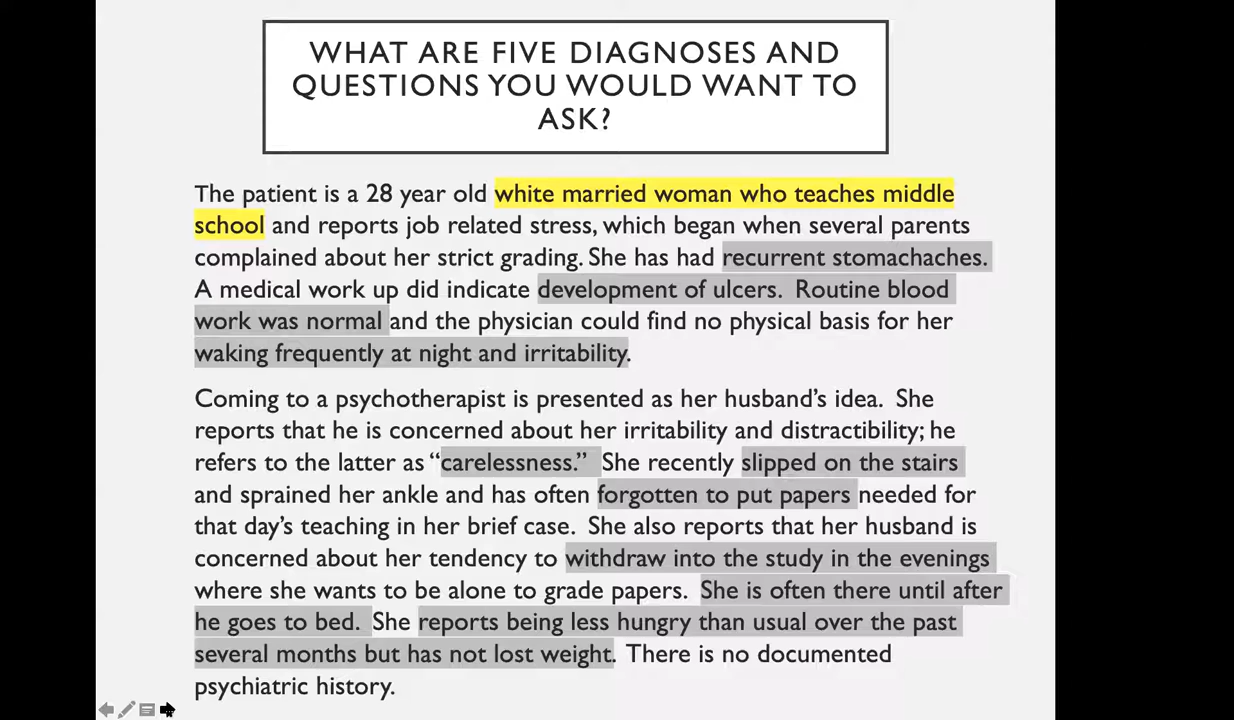 WHAT ARE FIVE DIAGNOSES AND
QUESTIONS YOU WOULD WANT TO
ASK?
The patient is a 28 year old white married woman who teaches middle
school and reports job related stress, which began when several parents
complained about her strict grading. She has had recurrent stomachaches.
A medical work up did indicate development of ulcers. Routine blood
work was normal and the physician could find no physical basis for her
waking frequently at night and irritability.
Coming to a psychotherapist is presented as her husband's idea. She
reports that he is concerned about her irritability and distractibility; he
refers to the latter as “carelessness.” She recently slipped on the stairs
and sprained her ankle and has often forgotten to put papers needed for
that day's teaching in her brief case. She also reports that her husband is
concerned about her tendency to withdraw into the study in the evenings
where she wants to be alone to grade papers. She is often there until after
he goes to bed. She reports being less hungry than usual over the past
several months but has not lost weight. There is no documented
psychiatric history.